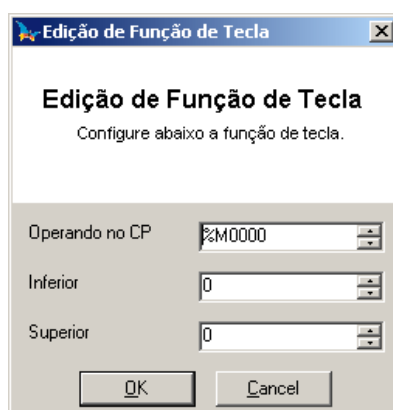 Edição de Função de Tecla
Edição de Função de Tecla
Configure abaixo a função de tecla.
Operando no CP %M0000
Inferior 0
Superior 0
OK Cancel